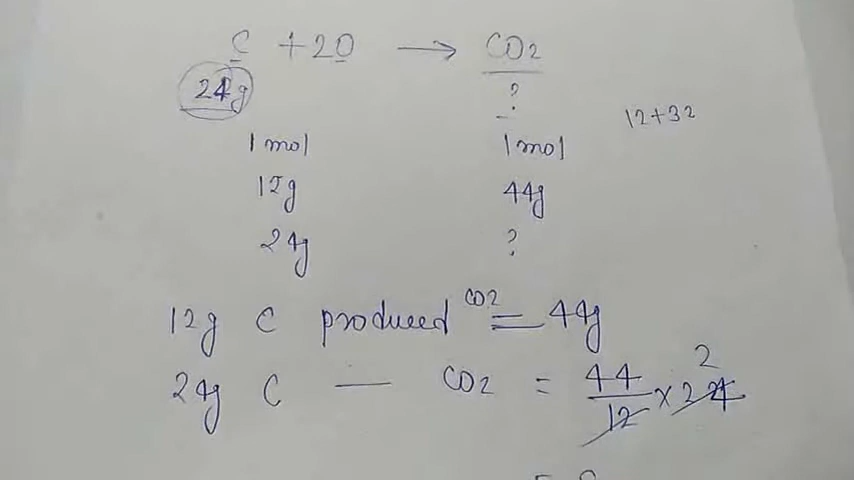 C + 2O → CO2
24g ?
12+32
1 mol 1 mol
12g 44g
24g ?
12g C produced CO2 = 44g
24g C — CO2 = 44/12 × 24 2
=